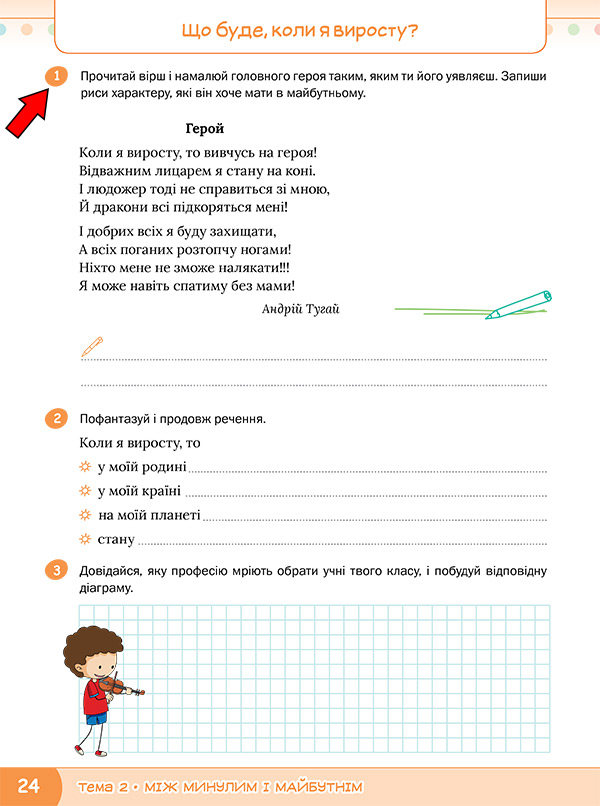 Що буде, коли я виросту?
1 Прочитай вірш і намалюй головного героя таким, яким ти його уявляєш. Запиши
риси характеру, які він хоче мати в майбутньому.
Герой
Коли я виросту, то вивчусь на героя!
Відважним лицарем я стану на коні.
І людожер тоді не справиться зі мною,
Й дракони всі підкоряться мені!
І добрих всіх я буду захищати,
А всіх поганих розтопчу ногами!
Ніхто мене не зможе налякати!!!
Я може навіть спатиму без мами!
Андрій Тугай
2 Пофантазуй і продовж речення.
Коли я виросту, то
у моїй родині
у моїй країні
на моїй планеті
стану
3 Довідайся, яку професію мріють обрати учні твого класу, і побудуй відповідну
діаграму.
24 Тема 2 • МІЖ МИНУЛИМ І МАЙБУТНІМ